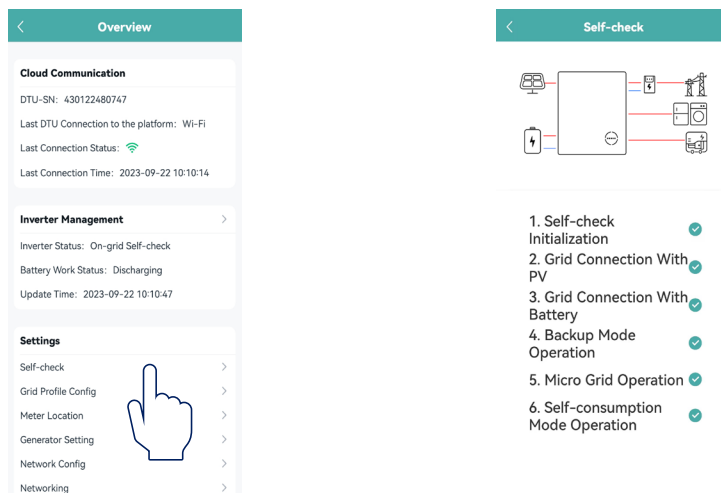 Overview
Cloud Communication
DTU-SN: 430122480747
Last DTU Connection to the platform: Wi-Fi
Last Connection Status:
Last Connection Time: 2023-09-22 10:10:14
Inverter Management
Inverter Status: On-grid Self-check
Battery Work Status: Discharging
Update Time: 2023-09-22 10:10:47
Settings
Self-check
Grid Profile Config
Meter Location
Generator Setting
Network Config
Networking
Self-check
1. Self-check
Initialization
2. Grid Connection With
PV
3. Grid Connection With
Battery
4. Backup Mode
Operation
5. Micro Grid Operation
6. Self-consumption
Mode Operation